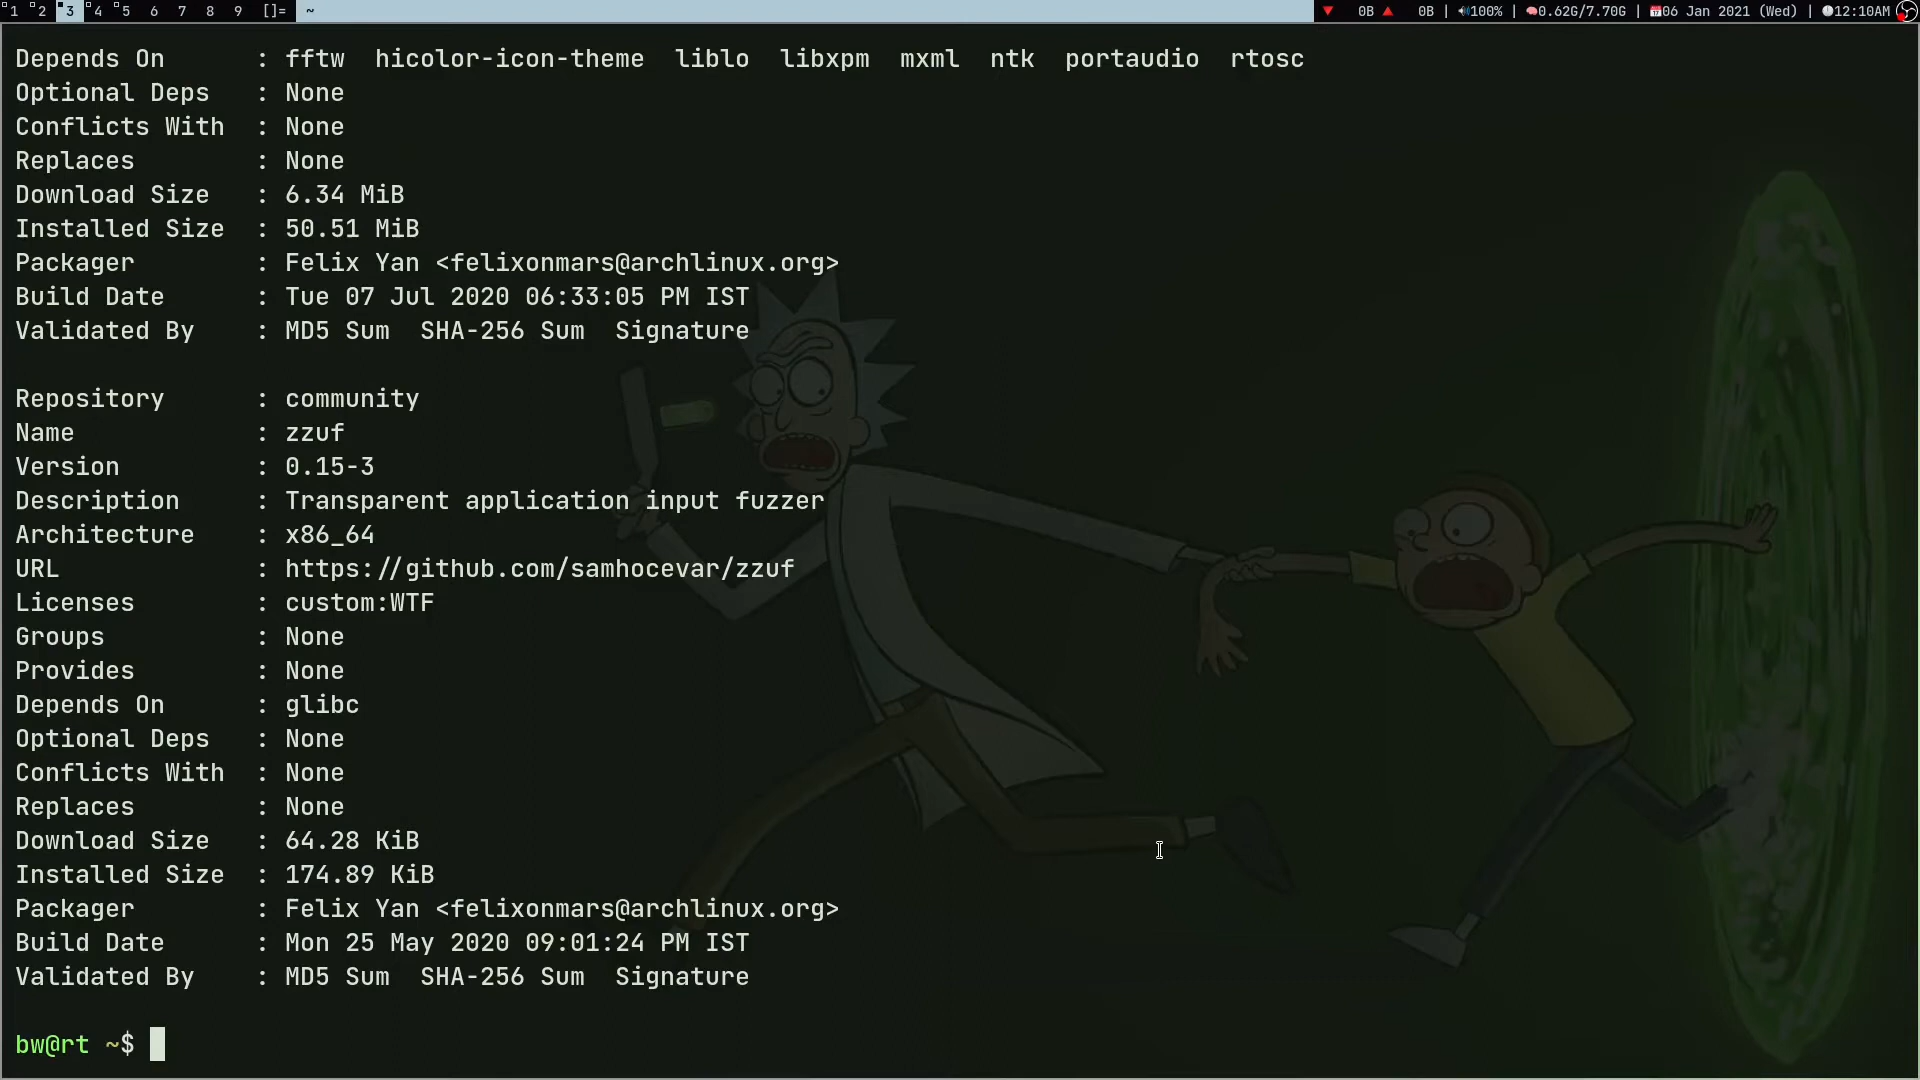 1 2 3 4 5 6 7 8 9 []= ~ 0B 0B | 100% | 0.62G/7.70G | 06 Jan 2021 (Wed) | 12:10AM
Depends On : fftw hicolor-icon-theme liblo libxpm mxml ntk portaudio rtosc
Optional Deps : None
Conflicts With : None
Replaces : None
Download Size : 6.34 MiB
Installed Size : 50.51 MiB
Packager : Felix Yan <felixonmars@archlinux.org>
Build Date : Tue 07 Jul 2020 06:33:05 PM IST
Validated By : MD5 Sum SHA-256 Sum Signature
Repository : community
Name : zzuf
Version : 0.15-3
Description : Transparent application input fuzzer
Architecture : x86_64
URL : https://github.com/samhocevar/zzuf
Licenses : custom:WTF
Groups : None
Provides : None
Depends On : glibc
Optional Deps : None
Conflicts With : None
Replaces : None
Download Size : 64.28 KiB
Installed Size : 174.89 KiB
Packager : Felix Yan <felixonmars@archlinux.org>
Build Date : Mon 25 May 2020 09:01:24 PM IST
Validated By : MD5 Sum SHA-256 Sum Signature
bw@rt ~$